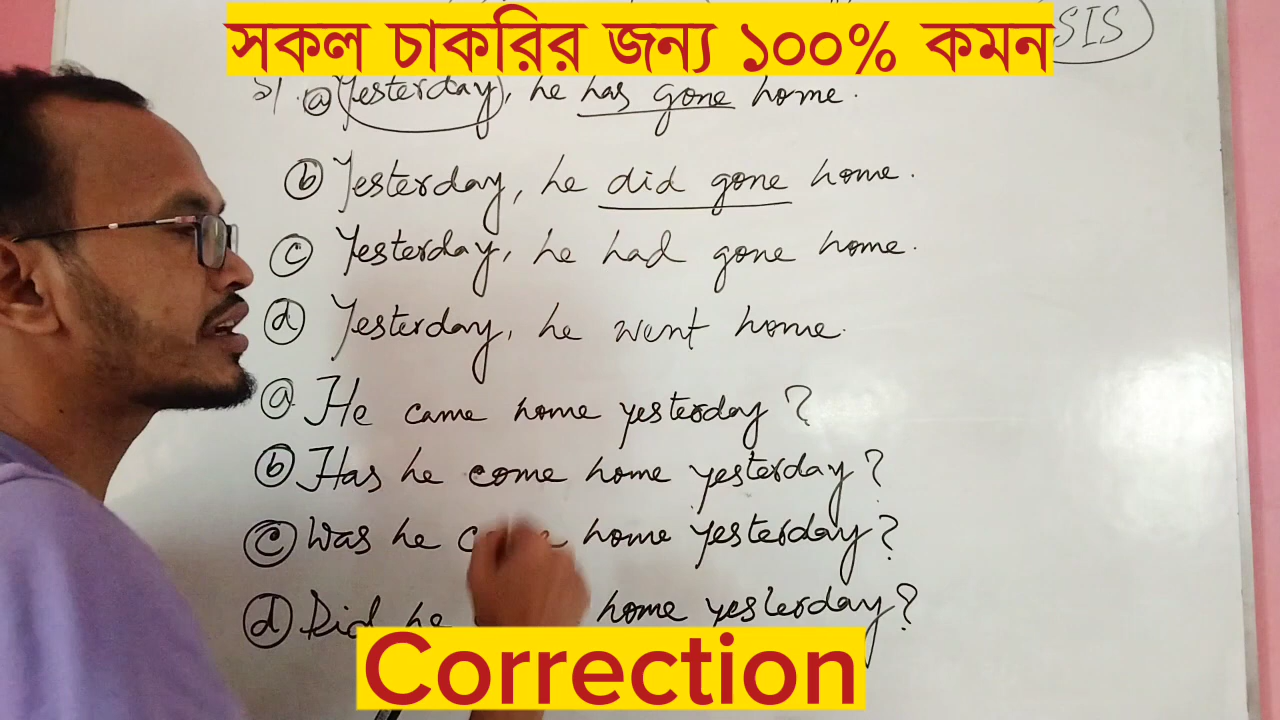 সকল চাকরির জন্য ১০০% কমন
SIS
১। ⓐ Yesterday, he has gone home.
ⓑ Yesterday, he did gone home.
ⓒ Yesterday, he had gone home.
ⓓ Yesterday, he went home.
ⓐ He came home yesterday?
ⓑ Has he come home yesterday?
ⓒ Was he home yesterday?
ⓓ Did he home yesterday?
Correction